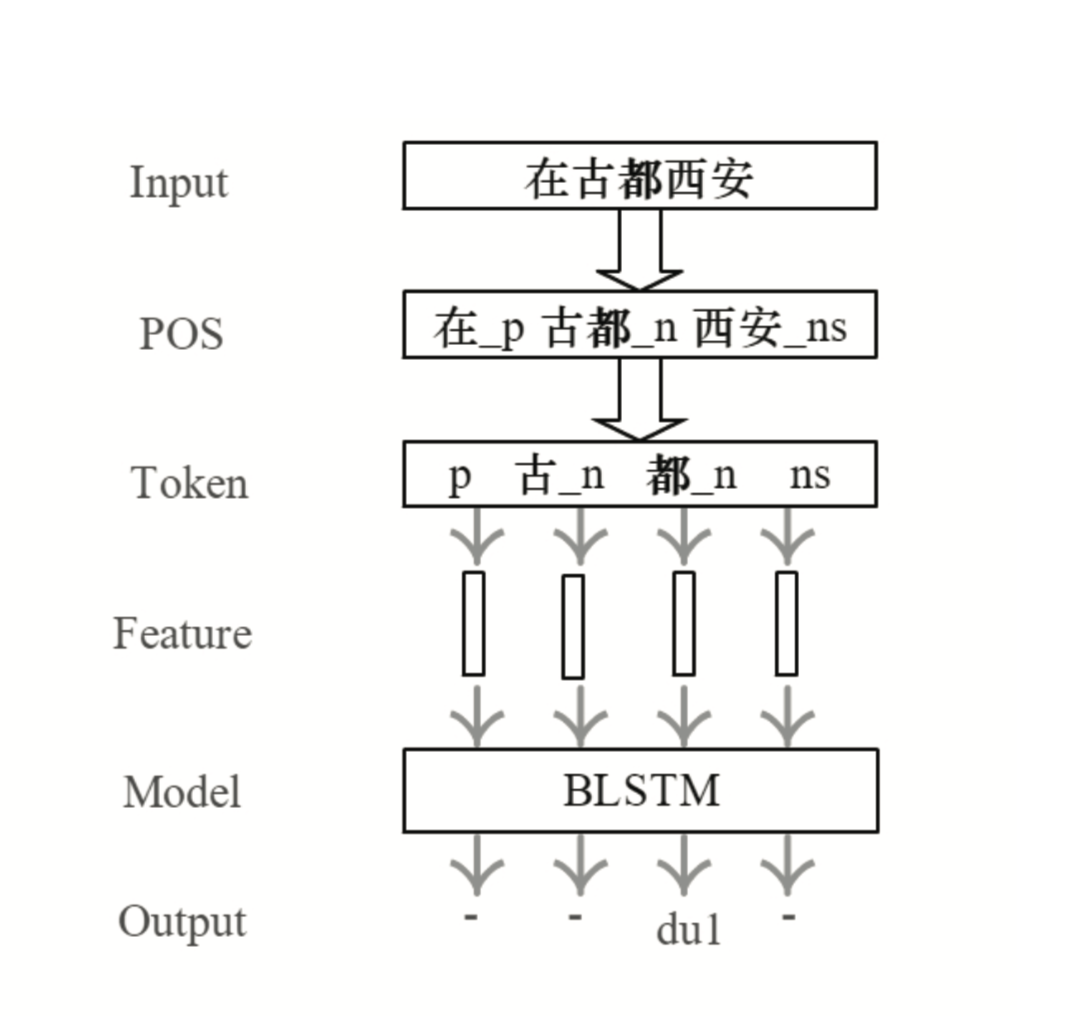 Input 在古都西安
POS 在_p 古都_n 西安_ns
Token p 古_n 都_n ns
Feature
Model BLSTM
Output - - du1 -